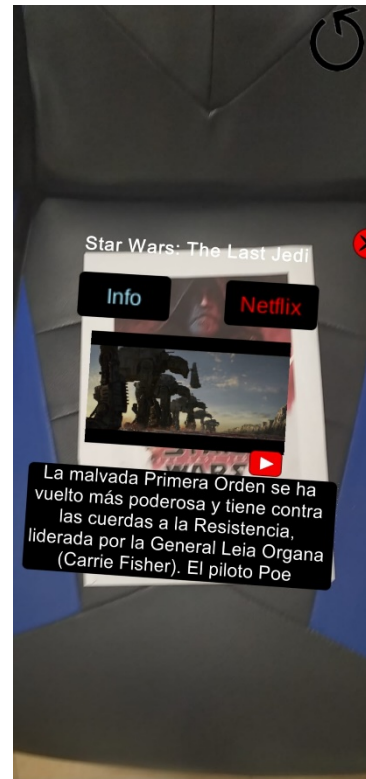 Star Wars: The Last Jedi
Info
Netflix
WARS
La malvada Primera Orden se ha
vuelto más poderosa y tiene contra
las cuerdas a la Resistencia,
liderada por la General Leia Organa
(Carrie Fisher). El piloto Poe